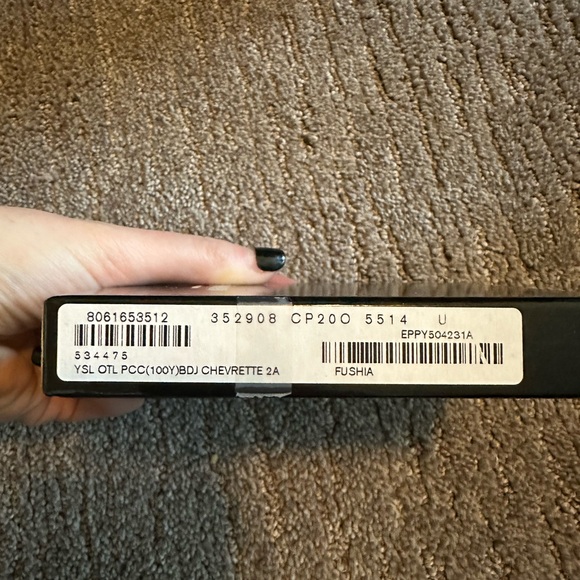 8061653512 352908 CP20O 5514 U
EPPY504231A
534475
YSL OTL PCC(100Y)BDJ CHEVRETTE 2A FUSHIA